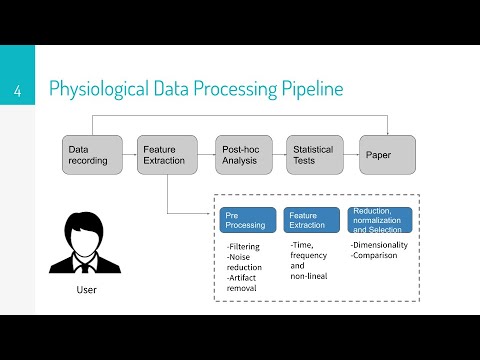 4
Physiological Data Processing Pipeline
Data
recording
Feature
Extraction
Post-hoc
Analysis
Statistical
Tests
Paper
Pre
Processing
Feature
Extraction
Reduction,
normalization
and Selection
-Filtering
-Noise
reduction
-Artifact
removal
-Time,
frequency
and
non-lineal
-Dimensionality
-Comparison
User